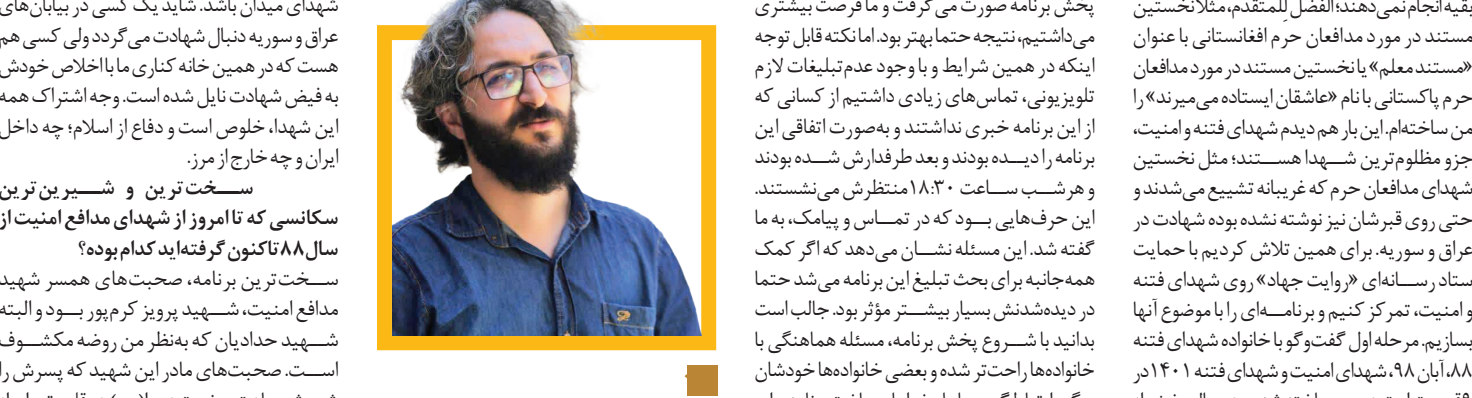 بقیه انجام نمی‌دهند؛ الفضل لِلمتقدم، مثلا نخستین
مستند در مورد مدافعان حرم افغانستانی با عنوان
«مستند معلم» یا نخستین مستند در مورد مدافعان
حرم پاکستانی با نام «عاشقان ایستاده می‌میرند» را
من ساخته‌ام. این بار هم دیدم شهدای فتنه و امنیت،
جزو مظلوم‌ترین شهدا هستند؛ مثل نخستین
شهدای مدافعان حرم که غریبانه تشییع می‌شدند و
حتی روی قبرشان نیز نوشته نشده بوده شهادت در
عراق و سوریه. برای همین تلاش کردیم با حمایت
ستاد رسانه‌ای «روایت جهاد» روی شهدای فتنه
و امنیت، تمرکز کنیم و برنامه‌ای را با موضوع آنها
بسازیم. مرحله اول گفت‌وگو با خانواده شهدای فتنه
۸۸، آبان ۹۸، شهدای امنیت و شهدای فتنه ۱۴۰۱ در
پخش برنامه صورت می‌گرفت و ما فرصت بیشتری
می‌داشتیم، نتیجه حتما بهتر بود. اما نکته قابل توجه
اینکه در همین شرایط و با وجود عدم تبلیغات لازم
تلویزیونی، تماس‌های زیادی داشتیم از کسانی که
از این برنامه خبری نداشتند و به‌صورت اتفاقی این
برنامه را دیده بودند و بعد طرفدارش شده بودند
و هر شب ساعت ۱۸:۳۰ منتظرش می‌نشستند.
این حرف‌هایی بود که در تماس و پیامک، به ما
گفته شد. این مسئله نشان می‌دهد که اگر کمک
همه‌جانبه برای بحث تبلیغ این برنامه می‌شد حتما
در دیده‌شدنش بسیار بیشتر مؤثر بود. جالب است
بدانید با شروع پخش برنامه، مسئله هماهنگی با
خانواده‌ها راحت‌تر شده و بعضی خانواده‌ها خودشان
شهدای میدان باشد. شاید یک کسی در بیابان‌های
عراق و سوریه دنبال شهادت می‌گردد ولی کسی هم
هست که در همین خانه کناری ما با اخلاص خودش
به فیض شهادت نایل شده است. وجه اشتراک همه
این شهدا، خلوص است و دفاع از اسلام؛ چه داخل
ایران و چه خارج از مرز.
سخت‌ترین و شیرین‌ترین
سکانسی که تا امروز از شهدای مدافع امنیت از
سال ۸۸ تاکنون گرفته‌اید کدام بوده؟
سخت‌ترین برنامه، صحبت‌های همسر شهید
مدافع امنیت، شهید پرویز کرم‌پور بود و البته
شهید حدادیان که به‌نظر من روضه مکشوف
است. صحبت‌های مادر این شهید که پسرش را